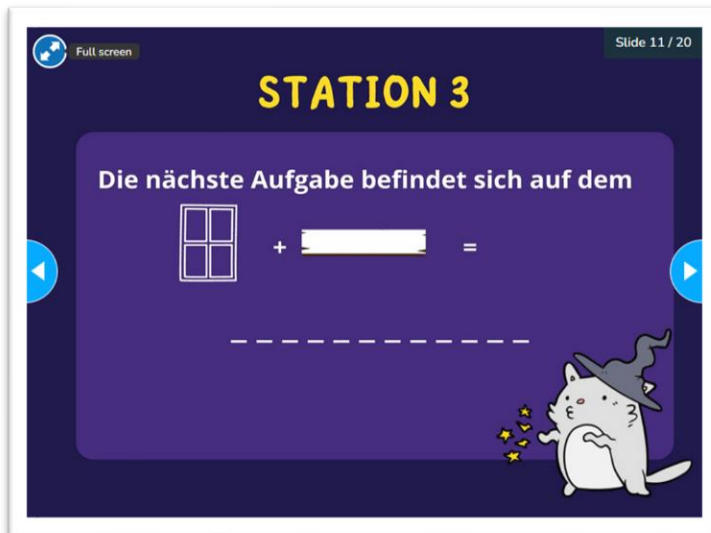 Full screen
Slide 11 / 20
STATION 3
Die nächste Aufgabe befindet sich auf dem
+ =
_ _ _ _ _ _ _ _ _ _ _ _